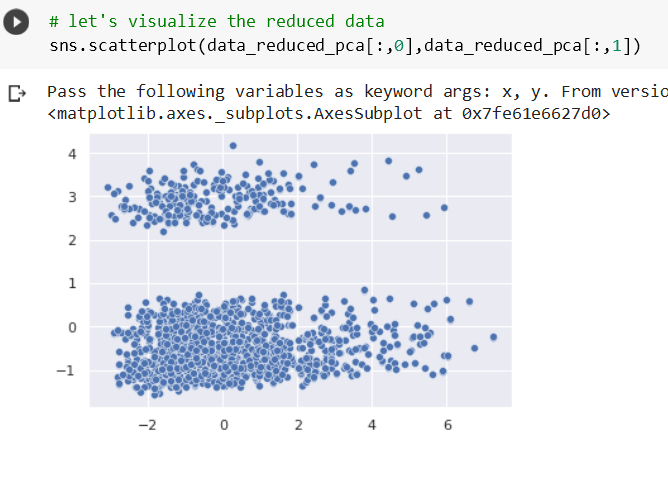 # let's visualize the reduced data
sns.scatterplot(data_reduced_pca[:,0],data_reduced_pca[:,1])
Pass the following variables as keyword args: x, y. From versio
<matplotlib.axes._subplots.AxesSubplot at 0x7fe61e6627d0>
4
3
2
1
0
−1
−2 0 2 4 6